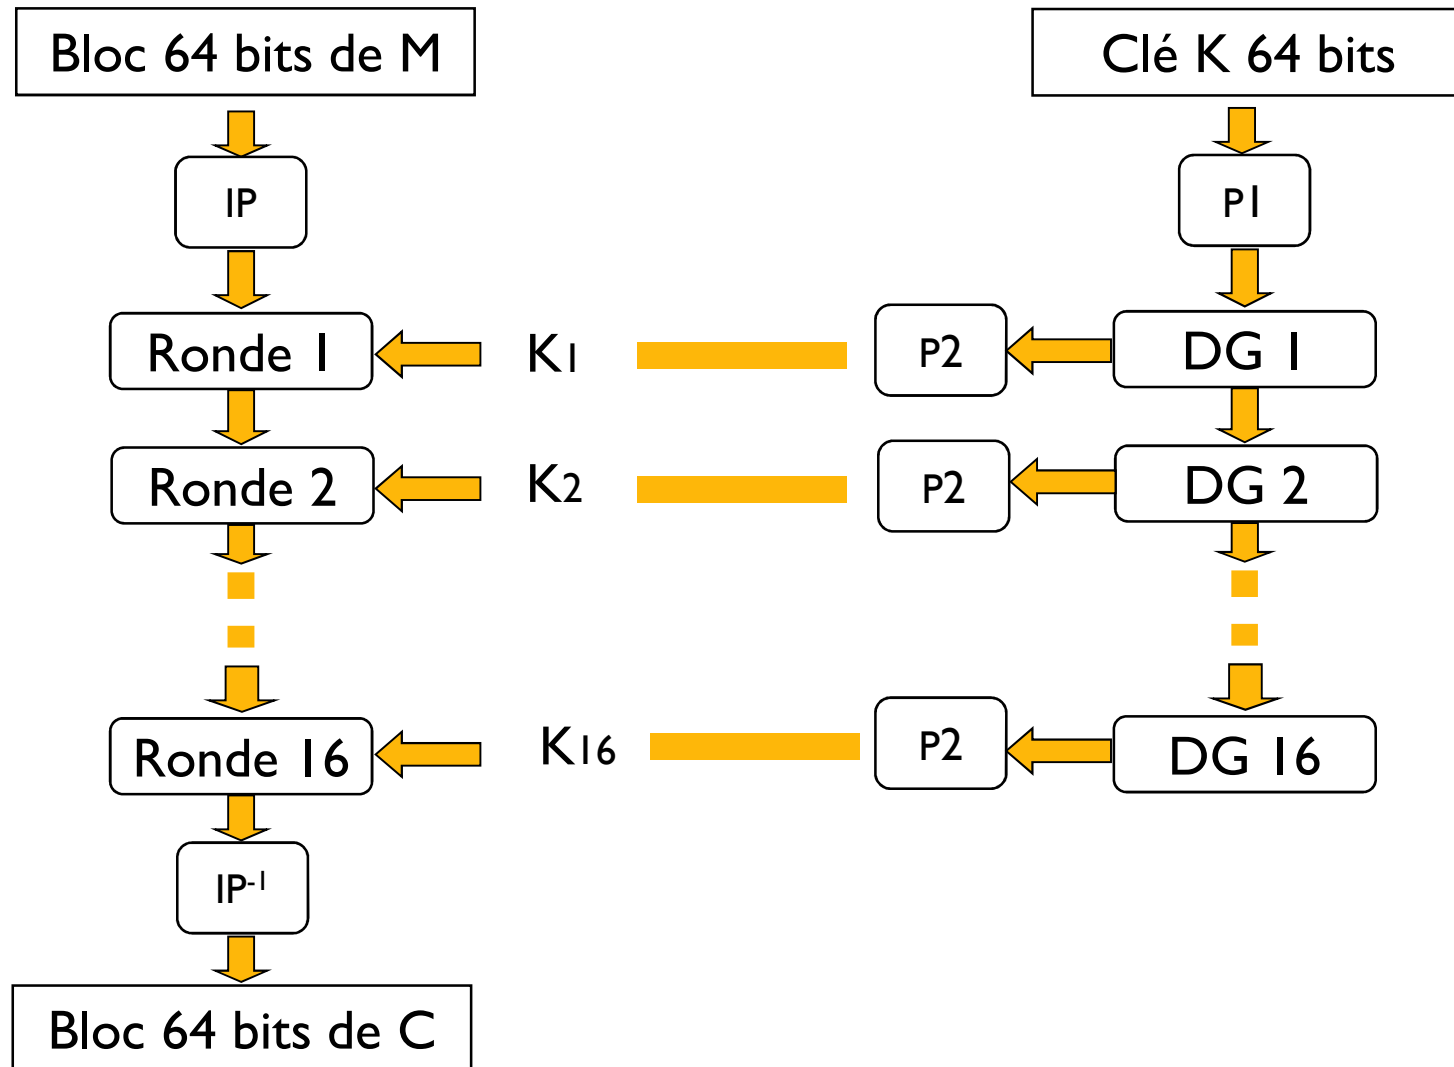 Bloc 64 bits de M
Clé K 64 bits
IP
P1
Ronde 1
K1
P2
DG 1
Ronde 2
K2
P2
DG 2
Ronde 16
K16
P2
DG 16
IP-1
Bloc 64 bits de C